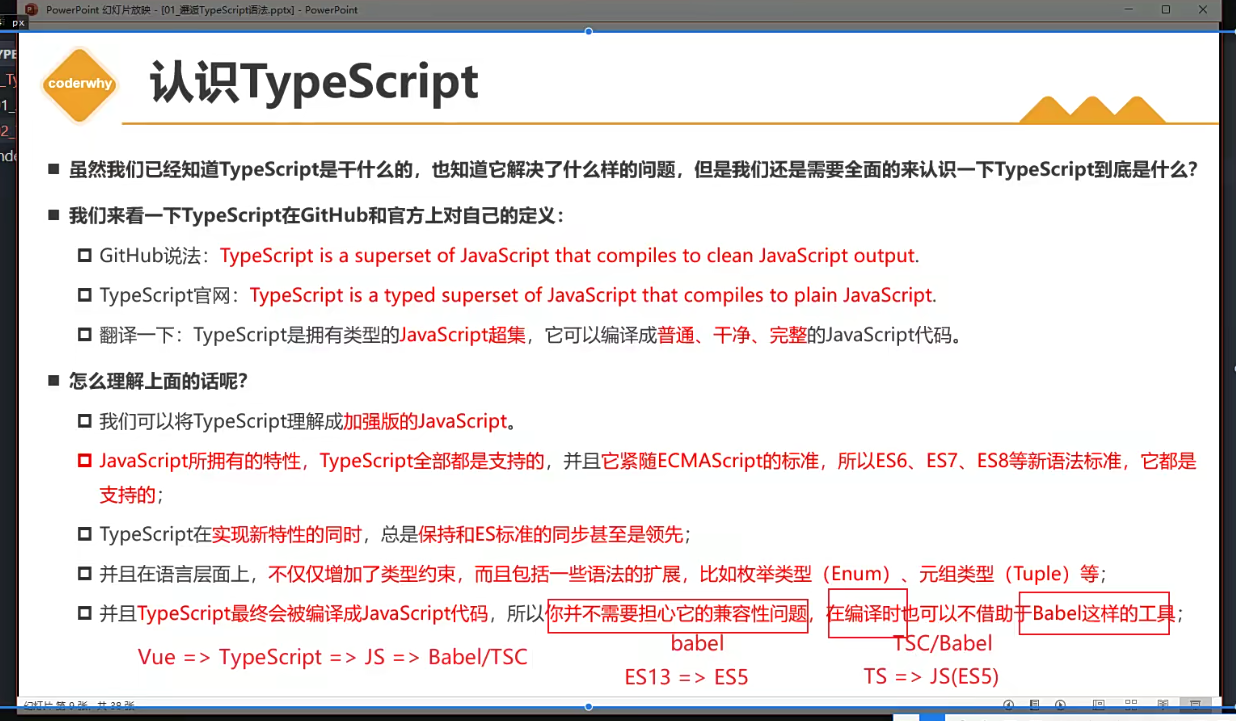 PowerPoint 幻灯片放映 - [01_邂逅TypeScript语法.pptx] - PowerPoint
px
coderwhy
认识TypeScript
虽然我们已经知道TypeScript是干什么的，也知道它解决了什么样的问题，但是我们还是需要全面的来认识一下TypeScript到底是什么？
我们来看一下TypeScript在GitHub和官方上对自己的定义：
GitHub说法：TypeScript is a superset of JavaScript that compiles to clean JavaScript output.
TypeScript官网：TypeScript is a typed superset of JavaScript that compiles to plain JavaScript.
翻译一下：TypeScript是拥有类型的JavaScript超集，它可以编译成普通、干净、完整的JavaScript代码。
怎么理解上面的话呢？
我们可以将TypeScript理解成加强版的JavaScript。
JavaScript所拥有的特性，TypeScript全部都是支持的，并且它紧随ECMAScript的标准，所以ES6、ES7、ES8等新语法标准，它都是
支持的；
TypeScript在实现新特性的同时，总是保持和ES标准的同步甚至是领先；
并且在语言层面上，不仅仅增加了类型约束，而且包括一些语法的扩展，比如枚举类型（Enum）、元组类型（Tuple）等；
并且TypeScript最终会被编译成JavaScript代码，所以你并不需要担心它的兼容性问题，在编译时也可以不借助于Babel这样的工具；
babel
TSC/Babel
Vue => TypeScript => JS => Babel/TSC
ES13 => ES5
TS => JS(ES5)
幻灯片 第 9 张，共 38 张